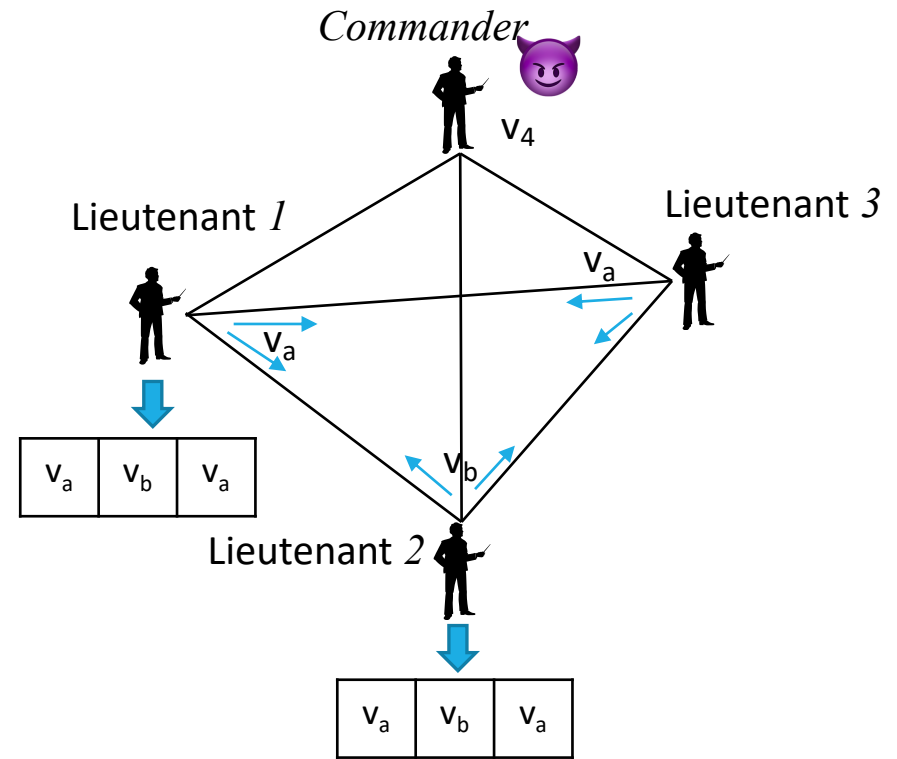 Commander
v4
Lieutenant 1
Lieutenant 3
va
va
va vb va
vb
Lieutenant 2
va vb va